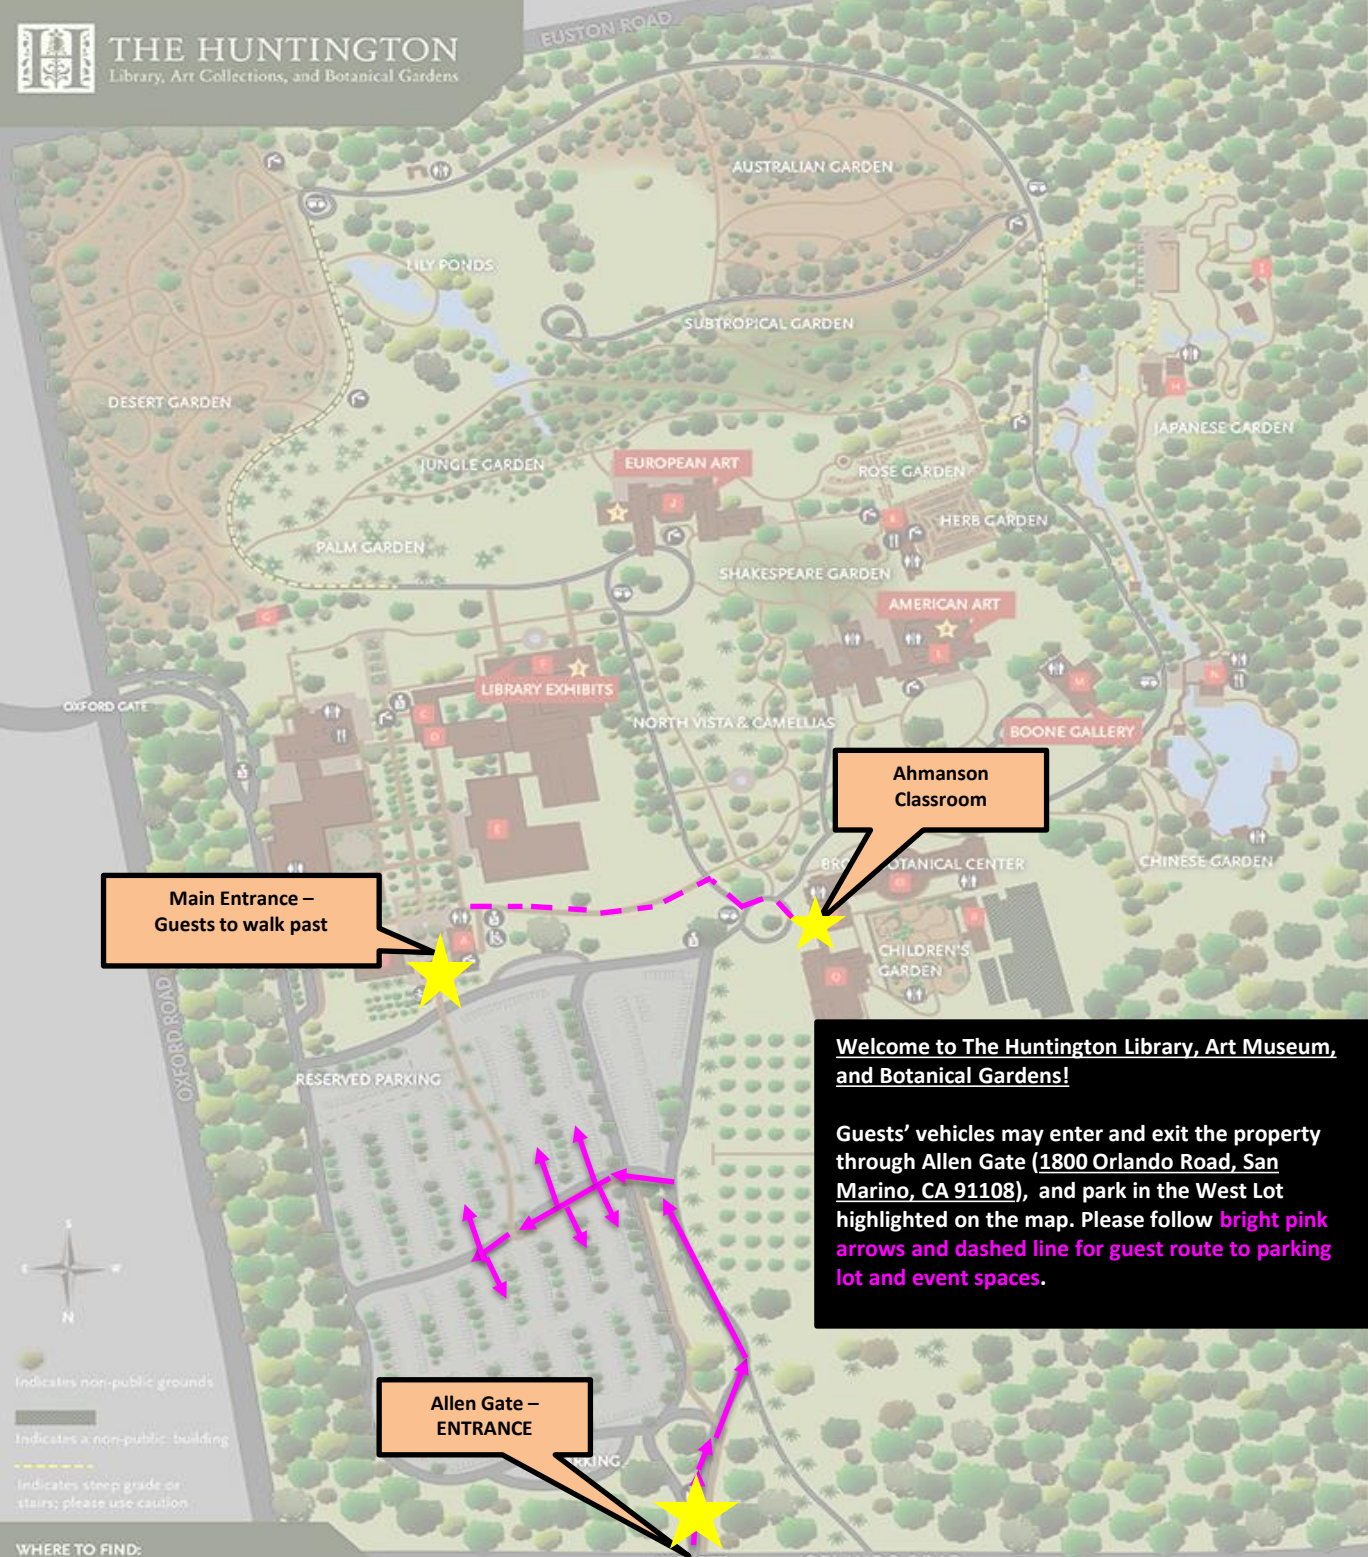 THE HUNTINGTON
Library, Art Collections, and Botanical Gardens
EUSTON ROAD
AUSTRALIAN GARDEN
LILY PONDS
SUBTROPICAL GARDEN
DESERT GARDEN
JUNGLE GARDEN
EUROPEAN ART
J
ROSE GARDEN
HERB GARDEN
JAPANESE GARDEN
I
H
PALM GARDEN
SHAKESPEARE GARDEN
K
AMERICAN ART
L
G
F
LIBRARY EXHIBITS
C
D
E
NORTH VISTA & CAMELLIAS
M
BOONE GALLERY
N
OXFORD GATE
Ahmanson
Classroom
BOTANICAL CENTER
CHINESE GARDEN
Main Entrance –
Guests to walk past
A
CHILDREN'S
GARDEN
Q
OXFORD ROAD
RESERVED PARKING
Welcome to The Huntington Library, Art Museum,
and Botanical Gardens!
Guests' vehicles may enter and exit the property
through Allen Gate (1800 Orlando Road, San
Marino, CA 91108), and park in the West Lot
highlighted on the map. Please follow bright pink
arrows and dashed line for guest route to parking
lot and event spaces.
S
E
W
N
Indicates non-public grounds
Indicates a non-public building
Indicates steep grade or
stairs; please use caution
Allen Gate –
ENTRANCE
WHERE TO FIND: